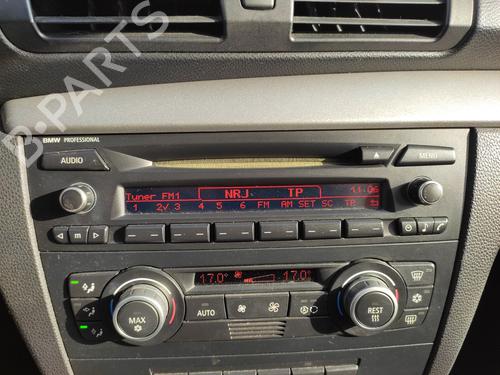 B-PARTS
BMW PROFESSIONAL
AUDIO
MENU
NRJ TP
Tuner FM1 11:06
1 2√ 3 4 5 6 FM AM SET SC TP
m
17.0° 17.0°
AUTO
MAX
REST